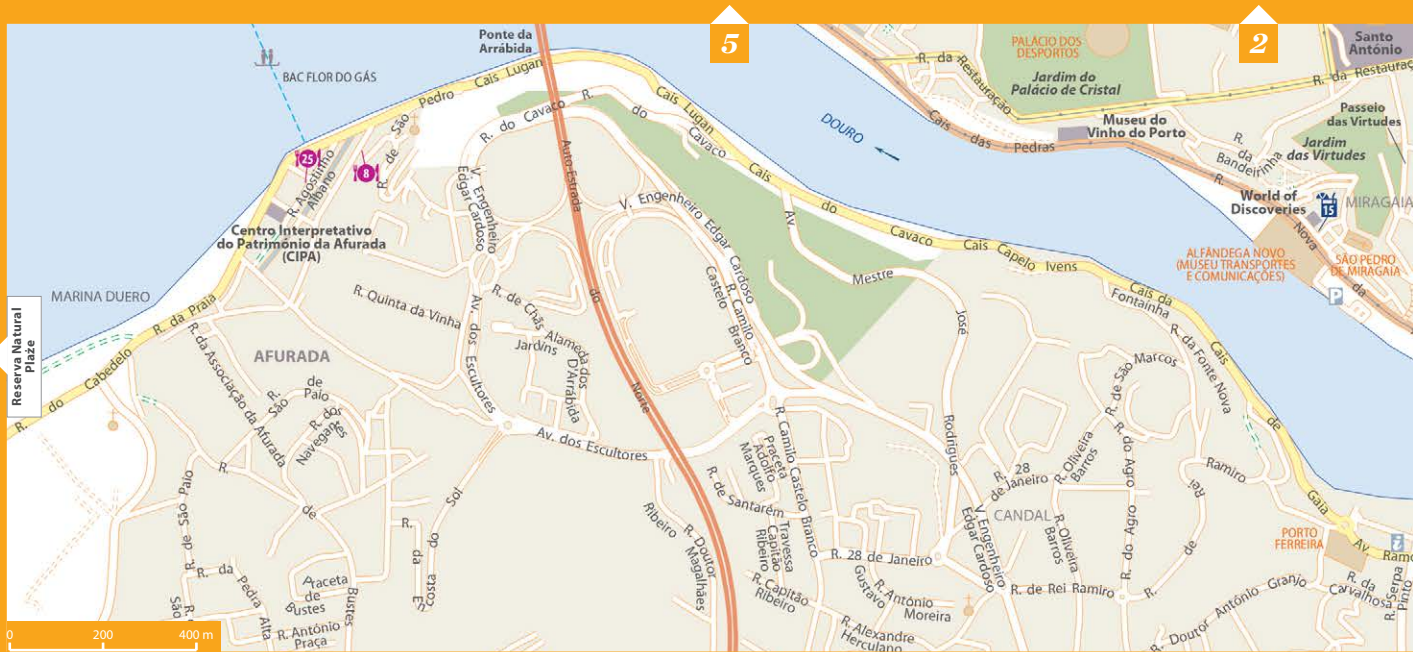 5
2
Ponte da
Arrábida
BAC FLOR DO GÁS
Pedro Cais Lugan
R. de São
R. do Cavaco
R. do Cavaco
Cais Lugan
DOURO
R. da Restauração
PALÁCIO DOS
DESPORTOS
Jardim do
Palácio de Cristal
Santo
António
R. da Restauraç
Museu do
Vinho do Porto
Cais das Pedras
Passeio
das Virtudes
Jardim
das Virtudes
R. da
Bandeirinha
World of
Discoveries
15
MIRAGAIA
R. Nova da
ALFÂNDEGA NOVO
(MUSEU TRANSPORTES
E COMUNICAÇÕES)
SÃO PEDRO
DE MIRAGAIA
P
25
8
R. Agostinho
Albano
Centro Interpretativo
do Património da Afurada
(CIPA)
MARINA DUERO
Reserva Natural
Plaże
R. da Praia
R. do Cabedelo
AFURADA
V. Engenheiro
Edgar Cardoso
Auto-Estrada do Norte
V. Engenheiro Edgar Cardoso
R. Camilo
Castelo Branco
Av. Mestre José Rodrigues
Cais do Cavaco
Cais Capelo Ivens
Cais da
Fontainha
R. da Fonte Nova
Cais de Gaia
R. Quinta da Vinha
Av. dos Escultores
R. de Chãs
Jardins
Alameda dos
D'Arrábida
R. da Associação da Afurada
R.
São
de
Paio
R. dos
Navegantes
Av. dos Escultores
R. de Bustes
R. de São Paio
R. da Pedra Alta
São
R.
Praceta
de
Bustes
R. António
Praça
R. da Costa
Sol
do
Ribeiro
R. Doutor
Magalhães
R. de Santarém
Praceta
Adolfo
Marques
R. Camilo Castelo Branco
Travessa
Capitão
Ribeiro
R. Capitão
Ribeiro
R. 28 de Janeiro
Gustavo
R. António
Moreira
R. Alexandre
Herculano
V. Engenheiro
Edgar Cardoso
R. 28
de Janeiro
CANDAL
R. Oliveira
Barros
R. Oliveira
Barros
R. de São Marcos
R. do Agro
R. do Agro
R. de Rei Ramiro
Ramiro
Rei
de
R.
R. Doutor António Granjo
PORTO
FERREIRA
i
Av Ramo
R. da
Carvalhosa
R. Serpa
Pinto
0 200 400 m